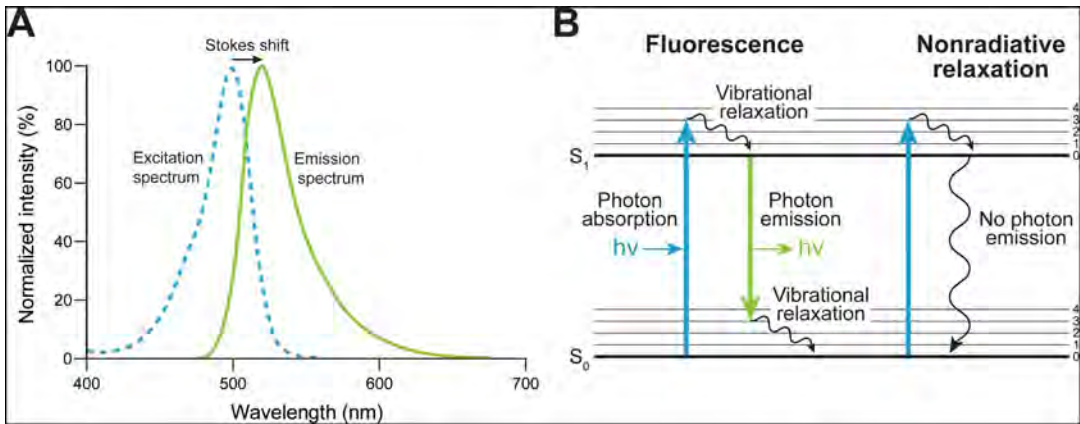 A
Stokes shift
100
80
60
40
20
0
Normalized intensity (%)
Excitation
spectrum
Emission
spectrum
400
500
600
700
Wavelength (nm)
B
Fluorescence
Nonradiative
relaxation
Vibrational
relaxation
4
3
2
1
0
S1
Photon
absorption
hν
Photon
emission
hν
No photon
emission
Vibrational
relaxation
4
3
2
1
0
S0